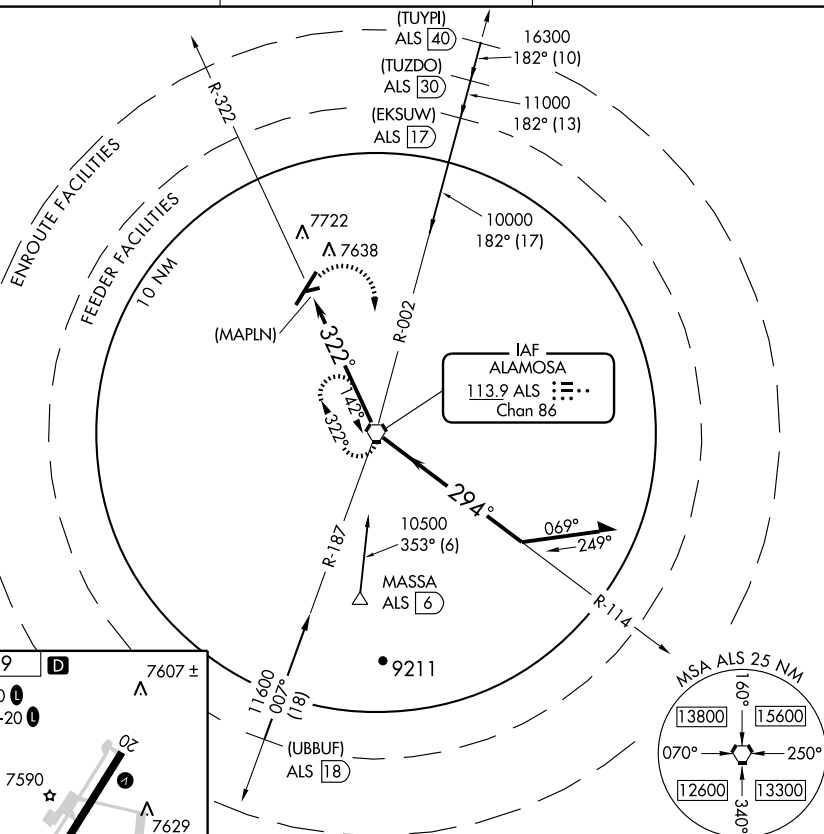 (TUYPI)
ALS 40
16300
182° (10)
(TUZDO)
ALS 30
11000
182° (13)
(EKSUW)
ALS 17
R-322
ENROUTE FACILITIES
FEEDER FACILITIES
10 NM
7722
7638
10000
182° (17)
(MAPLN)
322°
R-002
IAF
ALAMOSA
113.9 ALS
Chan 86
142°
322°
294°
069°
249°
R-187
10500
353° (6)
MASSA
ALS 6
R-114
9211
11600
007°
(18)
(UBBUF)
ALS 18
9 D
7607 ±
0 L
-20 L
20
7590
7629
MSA ALS 25 NM
160°
13800
15600
070°
250°
12600
13300
340°